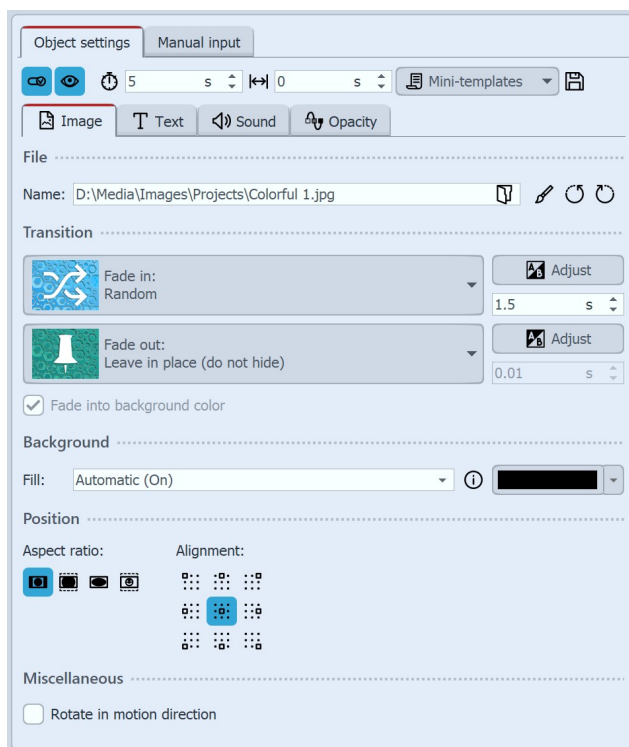 Object settings Manual input
5 s 0 s Mini-templates
Image T Text Sound Opacity
File
Name: D:\Media\Images\Projects\Colorful 1.jpg
Transition
Fade in:
Random
Adjust
1.5 s
Fade out:
Leave in place (do not hide)
Adjust
0.01 s
Fade into background color
Background
Fill: Automatic (On)
Position
Aspect ratio: Alignment:
Miscellaneous
Rotate in motion direction